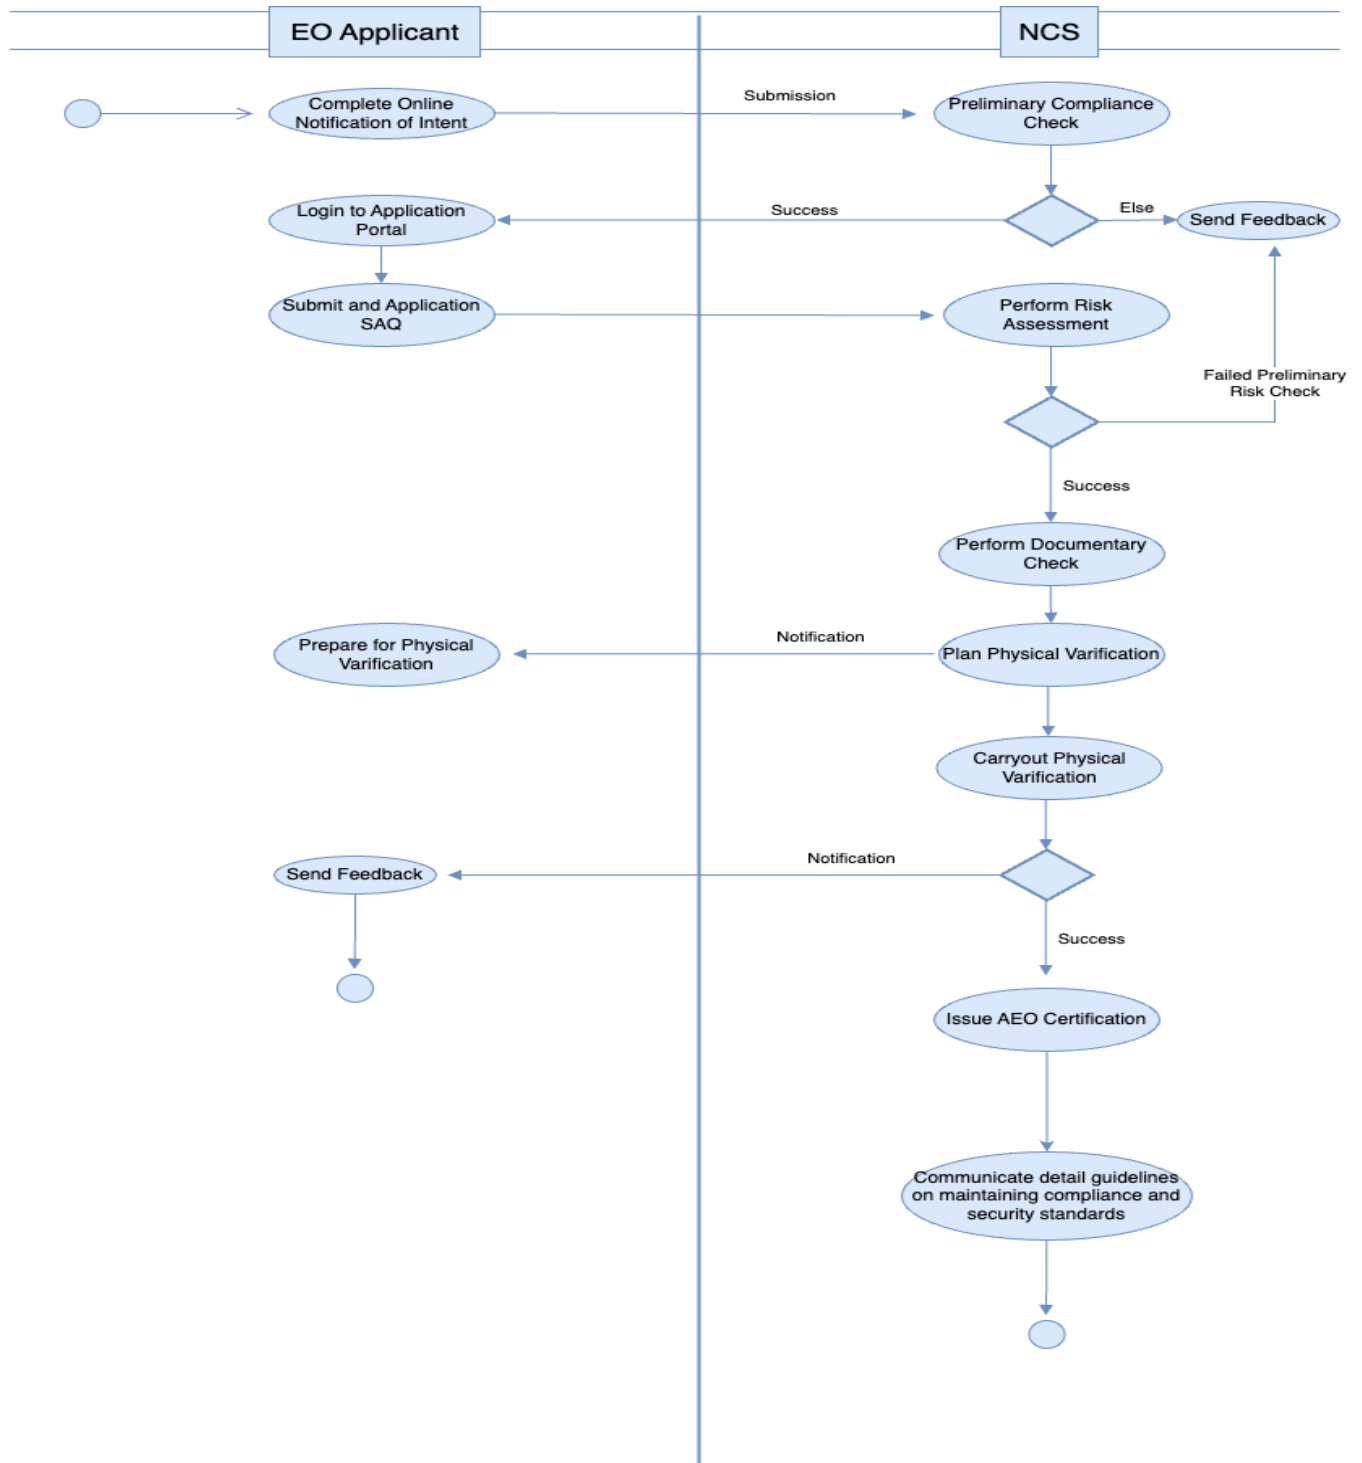 EO Applicant
NCS
Complete Online
Notification of Intent
Submission
Preliminary Compliance
Check
Login to Application
Portal
Success
Else
Send Feedback
Submit and Application
SAQ
Perform Risk
Assessment
Failed Preliminary
Risk Check
Success
Perform Documentary
Check
Prepare for Physical
Varification
Notification
Plan Physical Varification
Carryout Physical
Varification
Send Feedback
Notification
Success
Issue AEO Certification
Communicate detail guidelines
on maintaining compliance and
security standards